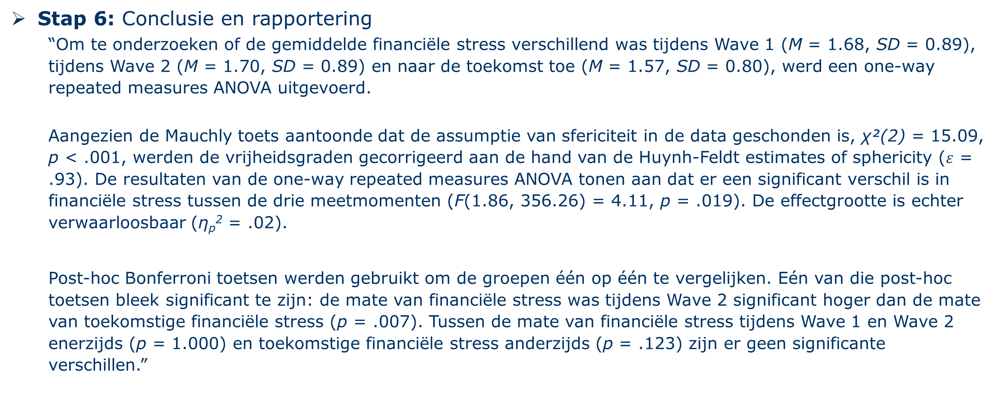 ➢ Stap 6: Conclusie en rapportering
“Om te onderzoeken of de gemiddelde financiële stress verschillend was tijdens Wave 1 (M = 1.68, SD = 0.89),
tijdens Wave 2 (M = 1.70, SD = 0.89) en naar de toekomst toe (M = 1.57, SD = 0.80), werd een one-way
repeated measures ANOVA uitgevoerd.
Aangezien de Mauchly toets aantoonde dat de assumptie van sfericiteit in de data geschonden is, χ²(2) = 15.09,
p < .001, werden de vrijheidsgraden gecorrigeerd aan de hand van de Huynh-Feldt estimates of sphericity (ε =
.93). De resultaten van de one-way repeated measures ANOVA tonen aan dat er een significant verschil is in
financiële stress tussen de drie meetmomenten (F(1.86, 356.26) = 4.11, p = .019). De effectgrootte is echter
verwaarloosbaar (ηp² = .02).
Post-hoc Bonferroni toetsen werden gebruikt om de groepen één op één te vergelijken. Eén van die post-hoc
toetsen bleek significant te zijn: de mate van financiële stress was tijdens Wave 2 significant hoger dan de mate
van toekomstige financiële stress (p = .007). Tussen de mate van financiële stress tijdens Wave 1 en Wave 2
enerzijds (p = 1.000) en toekomstige financiële stress anderzijds (p = .123) zijn er geen significante
verschillen.”